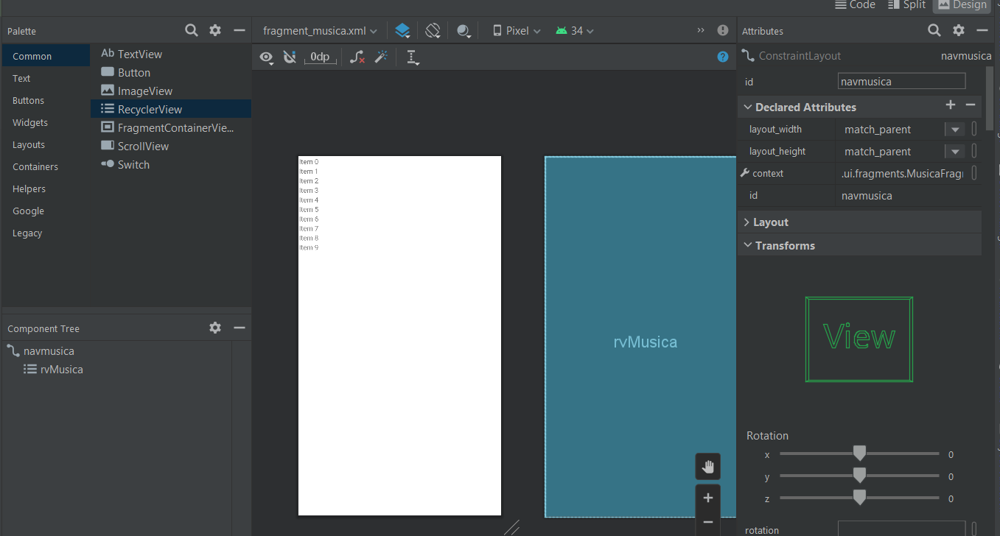 Code Split Design
Palette
fragment_musica.xml
Pixel
34
Attributes
Common
Text
Buttons
Widgets
Layouts
Containers
Helpers
Google
Legacy
Ab TextView
Button
ImageView
RecyclerView
FragmentContainerVie...
ScrollView
Switch
0dp
Item 0
Item 1
Item 2
Item 3
Item 4
Item 5
Item 6
Item 7
Item 8
Item 9
rvMusica
Component Tree
navmusica
rvMusica
ConstraintLayout navmusica
id navmusica
Declared Attributes
layout_width match_parent
layout_height match_parent
context .ui.fragments.MusicaFragr
id navmusica
Layout
Transforms
View
Rotation
x 0
y 0
z 0
rotation